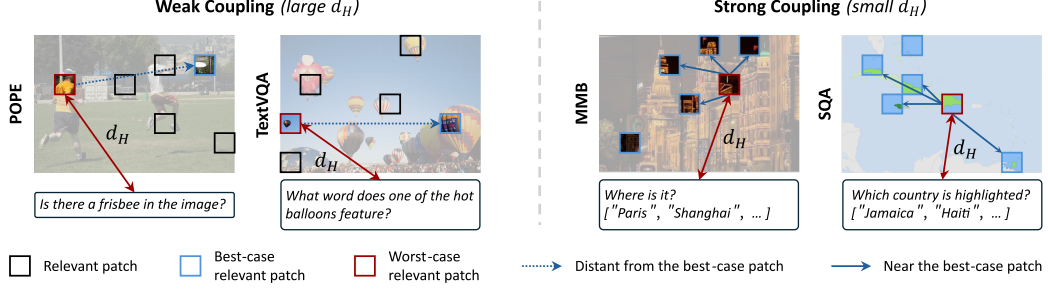 Weak Coupling (large d_H)
Strong Coupling (small d_H)
POPE
d_H
Is there a frisbee in the image?
TextVQA
d_H
What word does one of the hot
balloons feature?
MMB
d_H
Where is it?
["Paris", "Shanghai", ... ]
SQA
d_H
Which country is highlighted?
["Jamaica", "Haiti", ... ]
Relevant patch
Best-case
relevant patch
Worst-case
relevant patch
Distant from the best-case patch
Near the best-case patch